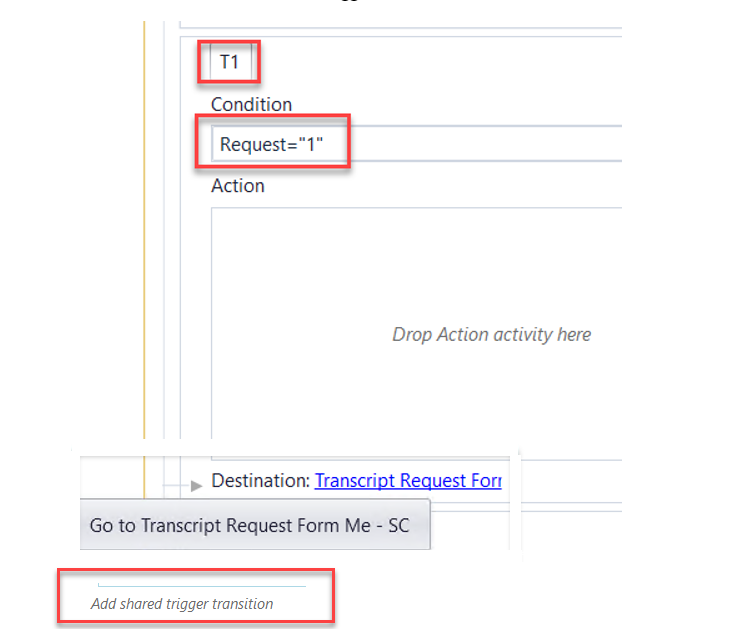 T1
Condition
Request="1"
Action
Drop Action activity here
Destination: Transcript Request For
Go to Transcript Request Form Me - SC
Add shared trigger transition